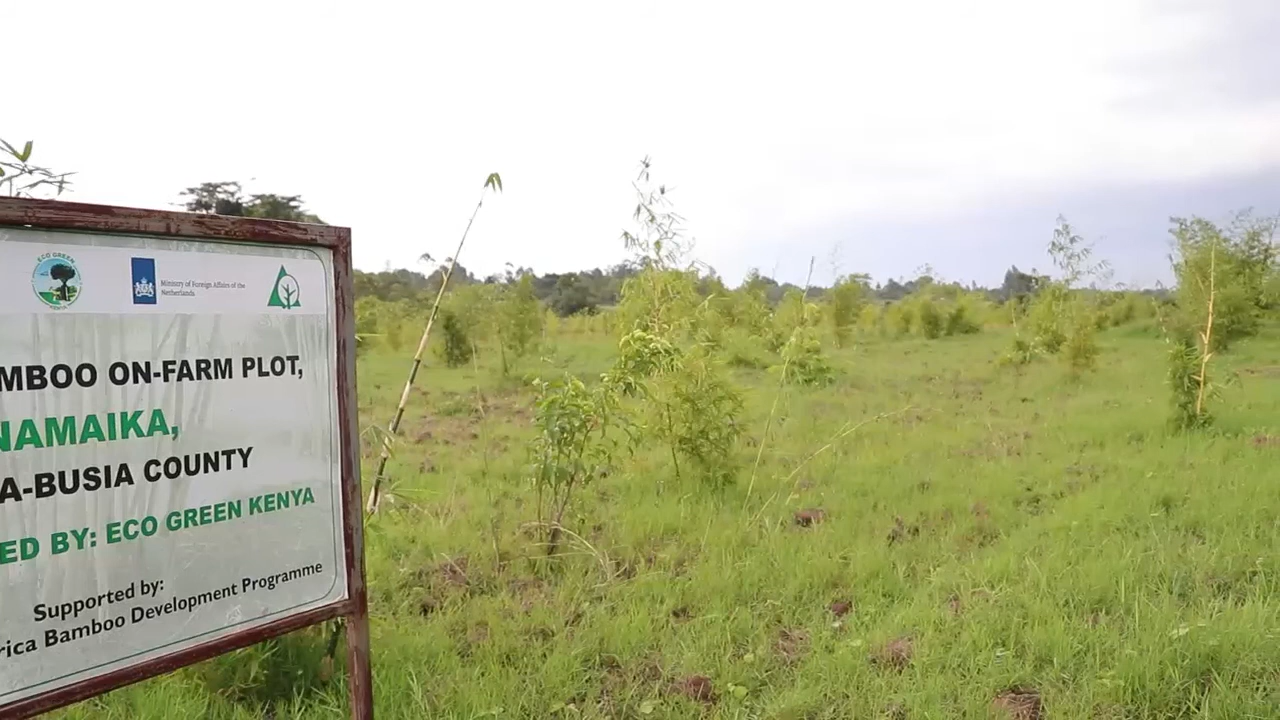 ECO GREEN
KENYA
Ministry of Foreign Affairs of the
Netherlands
MBOO ON-FARM PLOT,
NAMAIKA,
A-BUSIA COUNTY
ED BY: ECO GREEN KENYA
Supported by:
rica Bamboo Development Programme